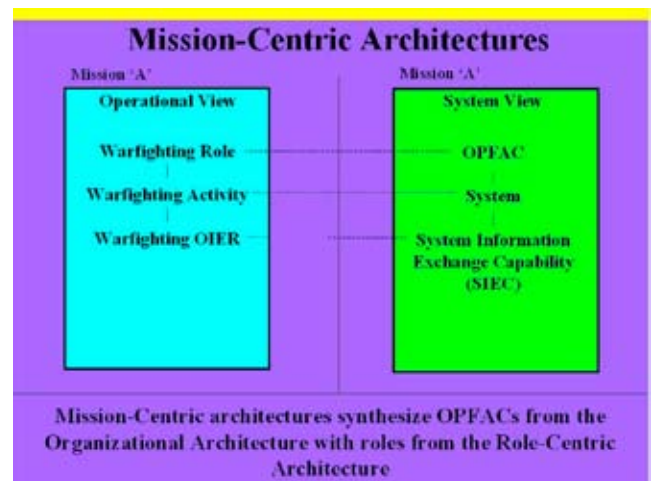 Mission-Centric Architectures
Mission 'A'
Operational View
Warfighting Role
Warfighting Activity
Warfighting OIER
Mission 'A'
System View
OPFAC
System
System Information
Exchange Capability
(SIEC)
Mission-Centric architectures synthesize OPFACs from the
Organizational Architecture with roles from the Role-Centric
Architecture